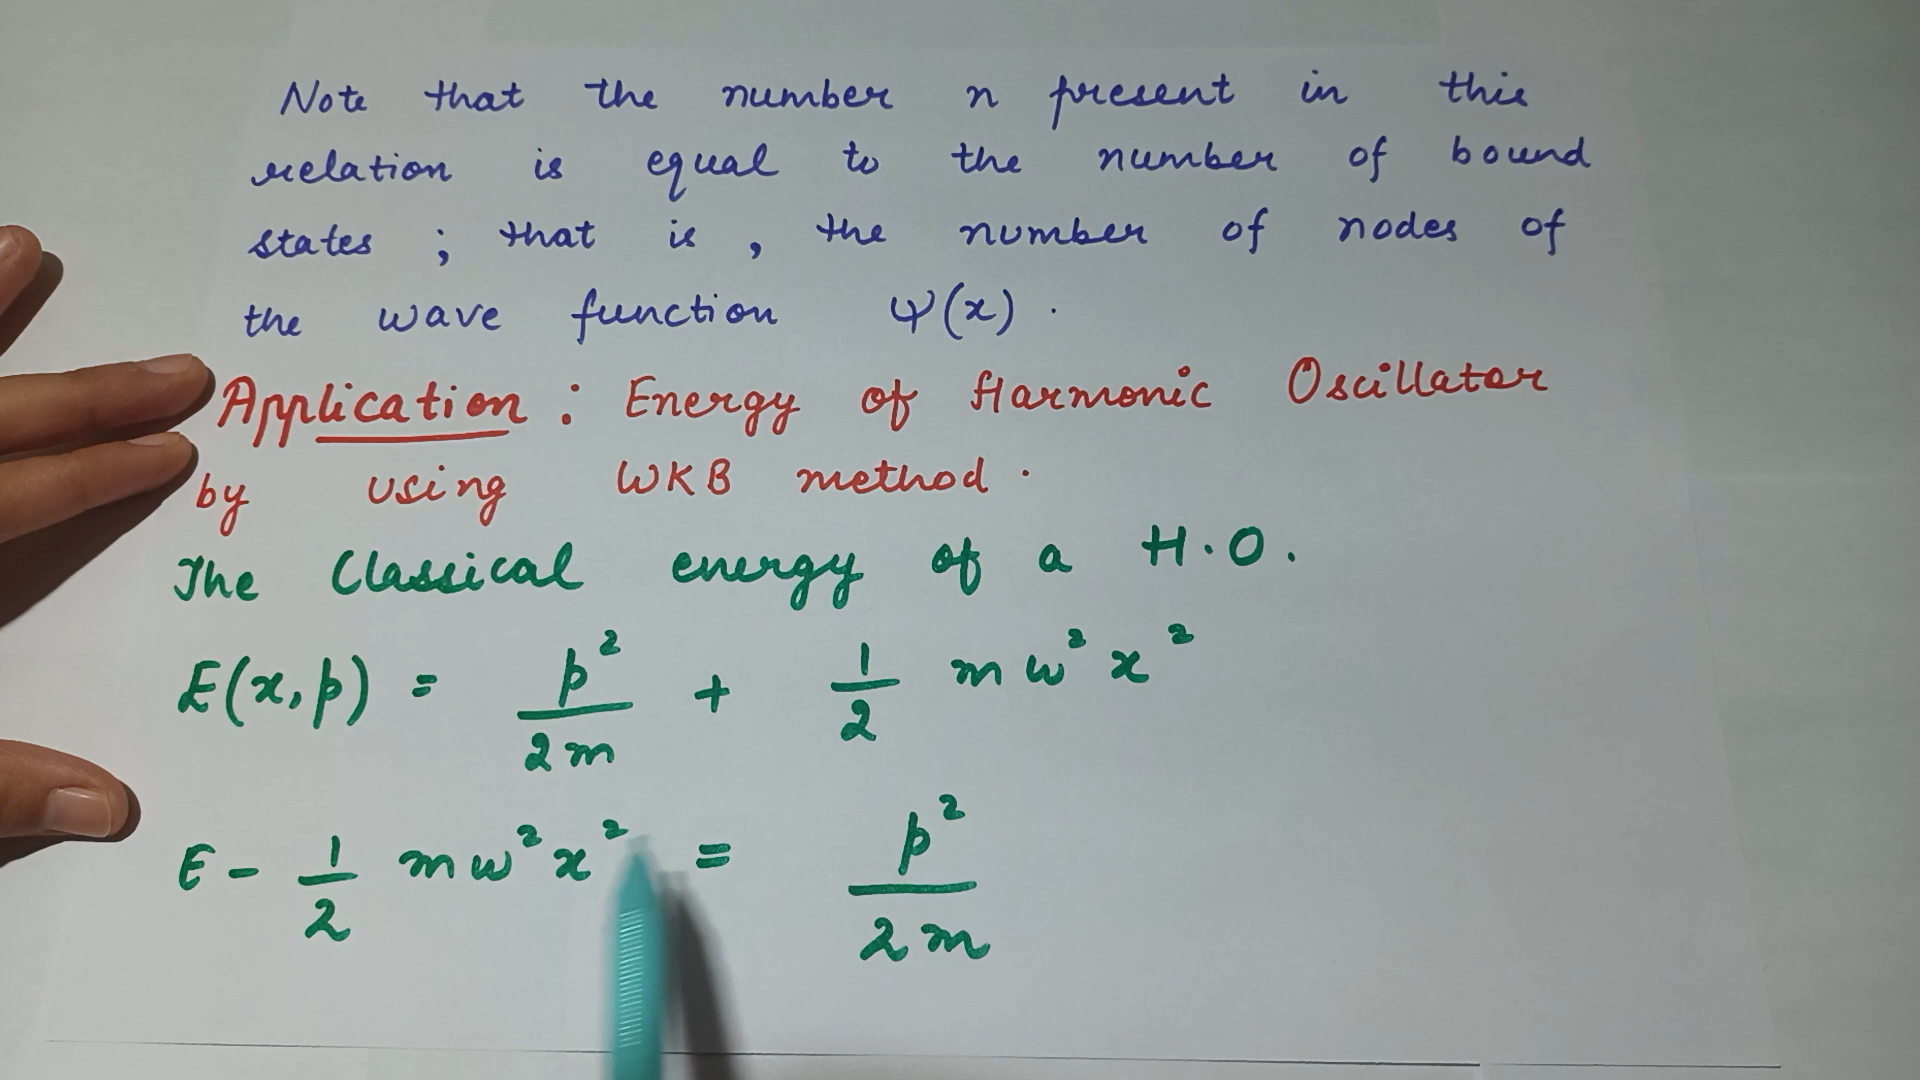 Note that the number n present in this
relation is equal to the number of bound
states ; that is , the number of nodes of
the wave function ψ(x) .
Application : Energy of Harmonic Oscillator
by using WKB method .
The Classical energy of a H.O.
E(x,p) = p²/2m + 1/2 mω²x²
E - 1/2 mω²x² = p²/2m